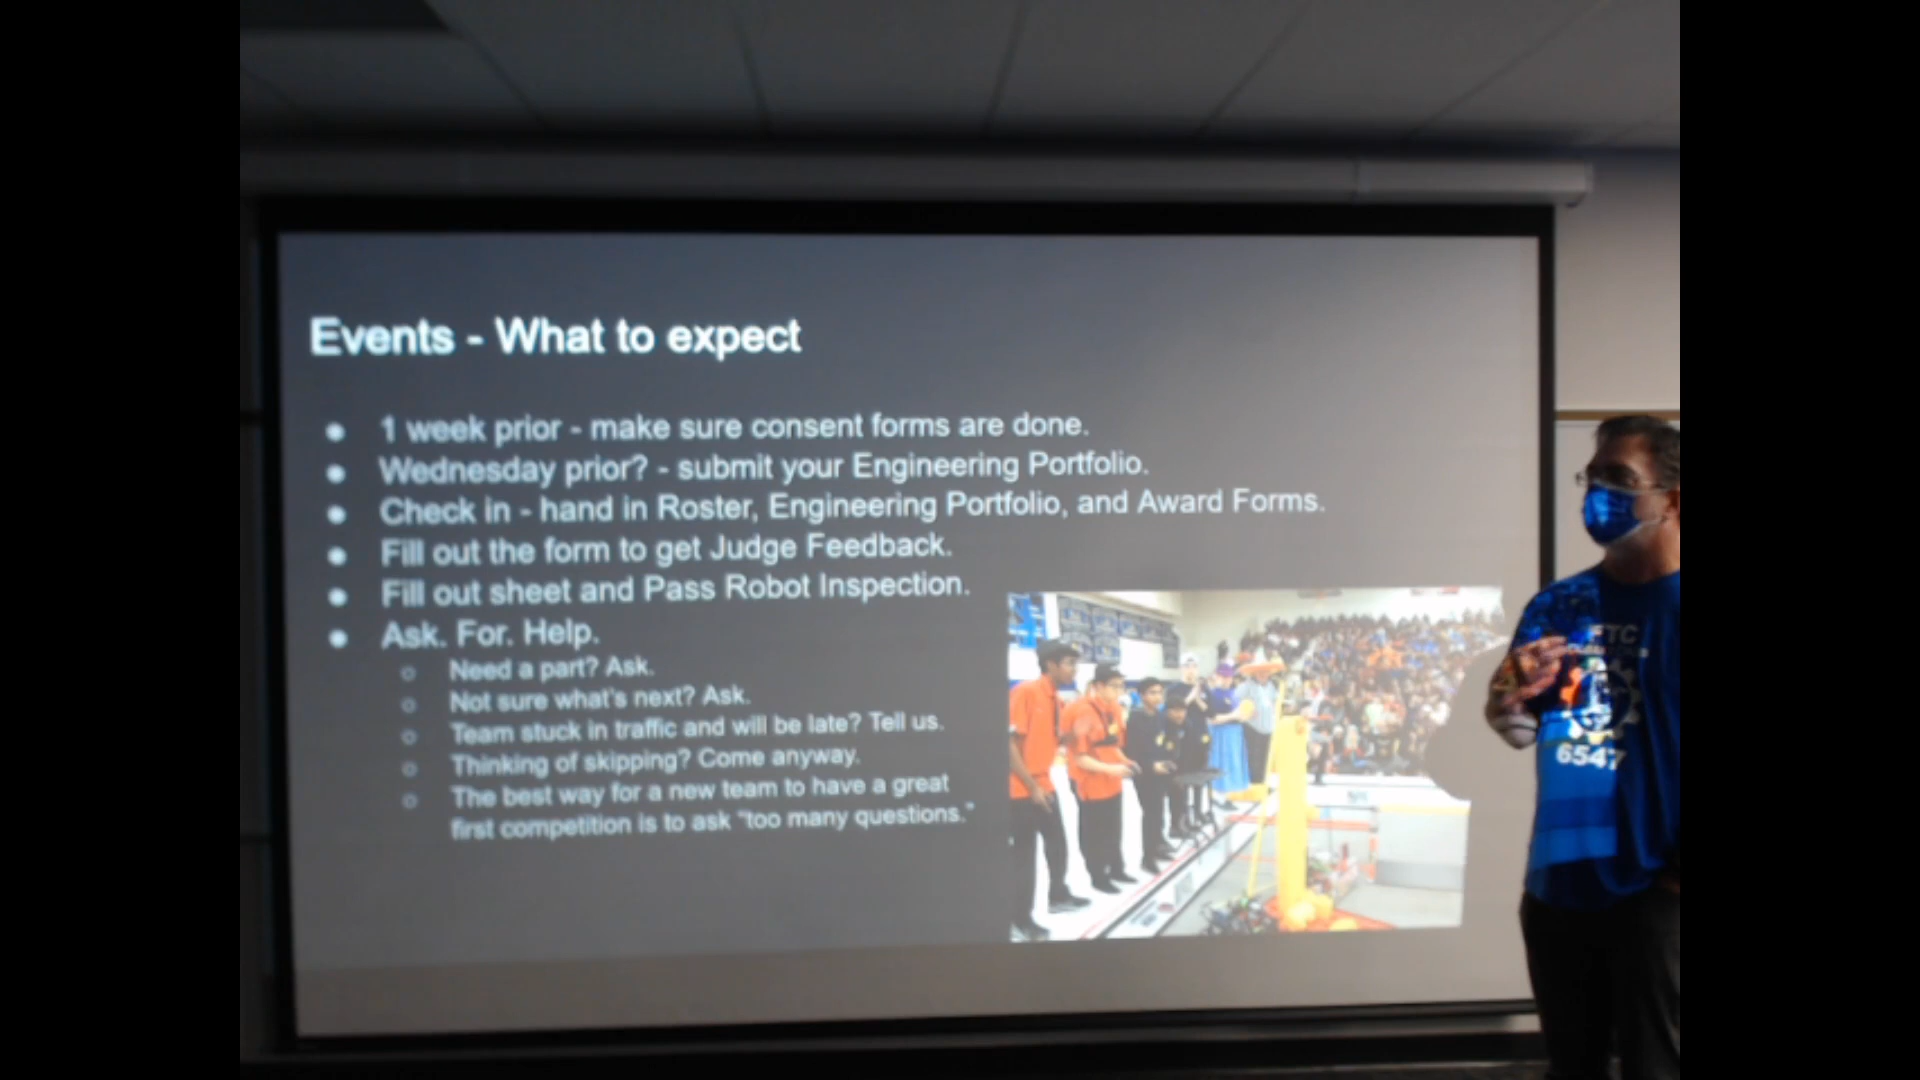 Events - What to expect
● 1 week prior - make sure consent forms are done.
● Wednesday prior? - submit your Engineering Portfolio.
● Check in - hand in Roster, Engineering Portfolio, and Award Forms.
● Fill out the form to get Judge Feedback.
● Fill out sheet and Pass Robot Inspection.
● Ask. For. Help.
○ Need a part? Ask.
○ Not sure what's next? Ask.
○ Team stuck in traffic and will be late? Tell us.
○ Thinking of skipping? Come anyway.
○ The best way for a new team to have a great
first competition is to ask “too many questions.”
FTC
6547